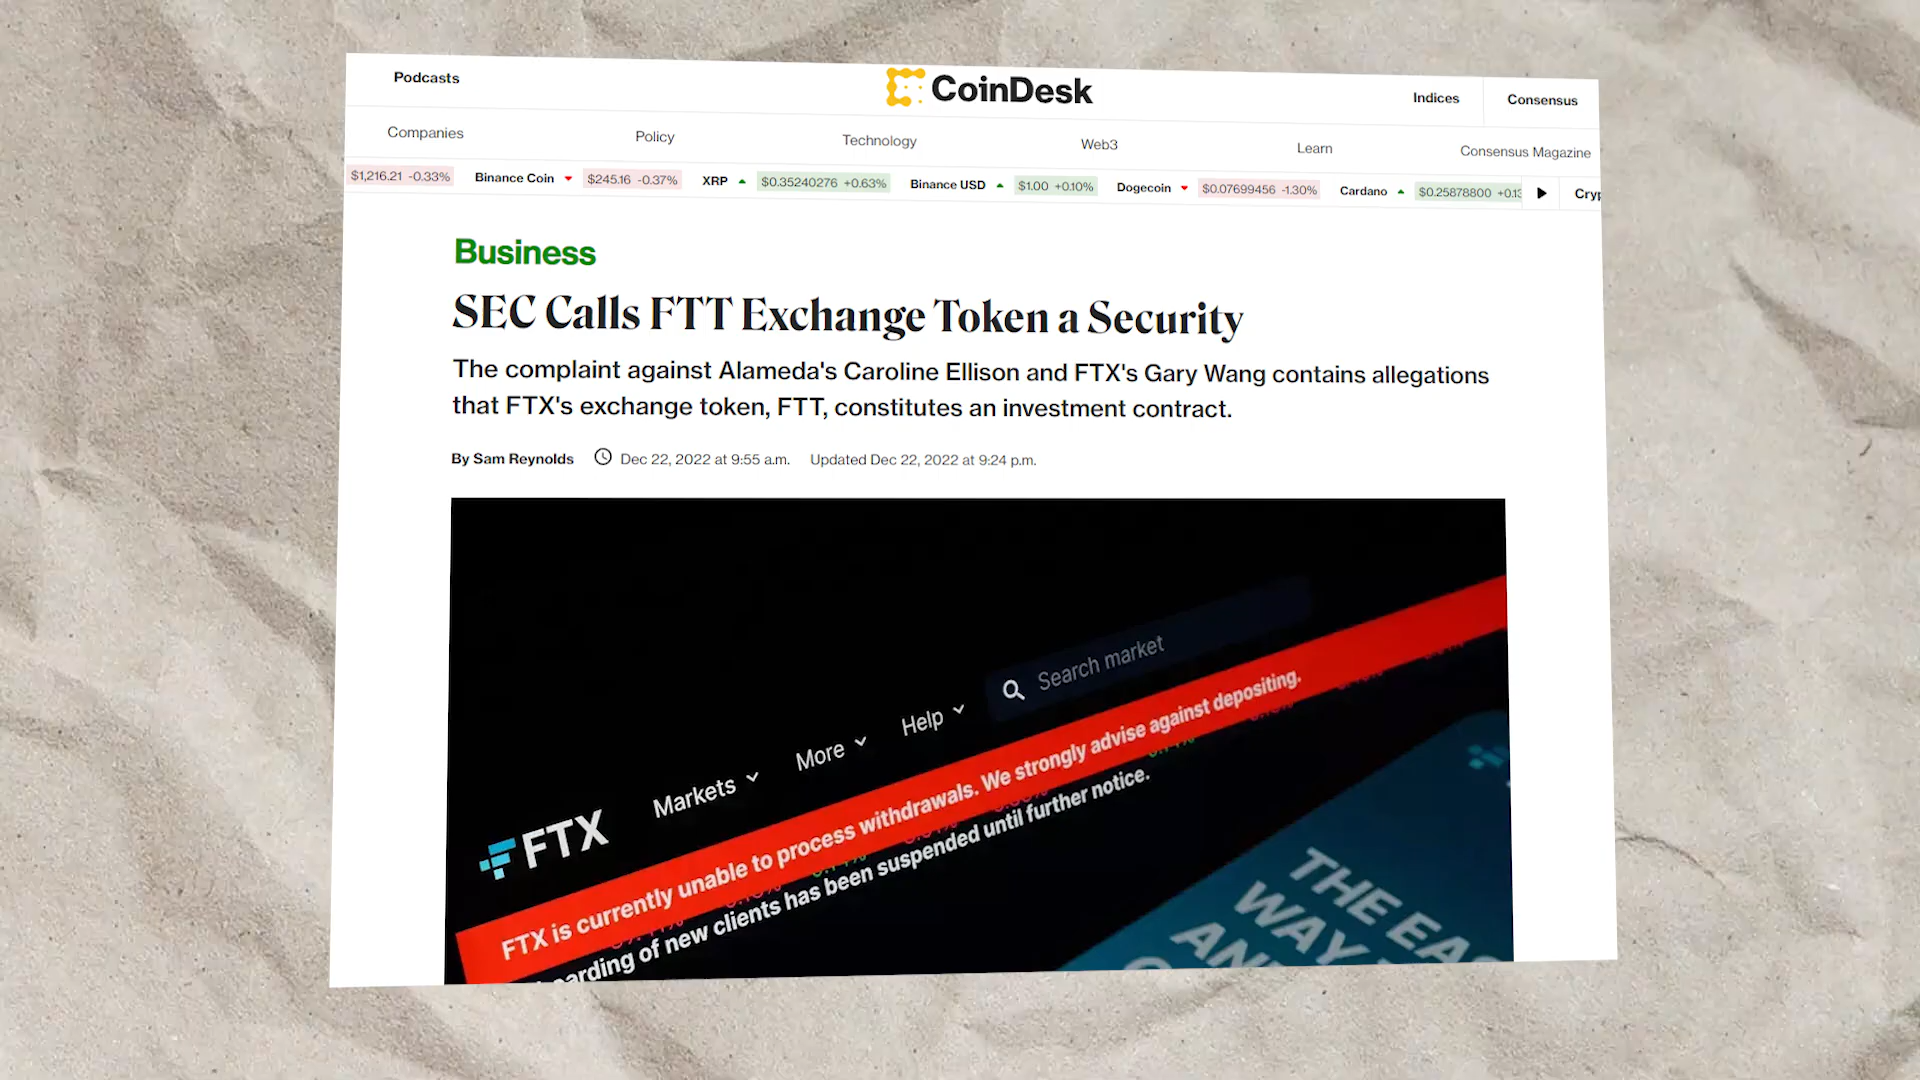 Podcasts
CoinDesk
Indices
Consensus
Companies
Policy
Technology
Web3
Learn
Consensus Magazine
$1,216.21 -0.33%
Binance Coin
$245.16 -0.37%
XRP
$0.35240276 +0.63%
Binance USD
$1.00 +0.10%
Dogecoin
$0.07699456 -1.30%
Cardano
$0.25878800
Business
SEC Calls FTT Exchange Token a Security
The complaint against Alameda's Caroline Ellison and FTX's Gary Wang contains allegations
that FTX's exchange token, FTT, constitutes an investment contract.
By Sam Reynolds
Dec 22, 2022 at 9:55 a.m.
Updated Dec 22, 2022 at 9:24 p.m.
FTX
Markets
More
Help
Search market
FTX is currently unable to process withdrawals. We strongly advise against depositing.
of new clients has been suspended until further notice.
THE
WAY